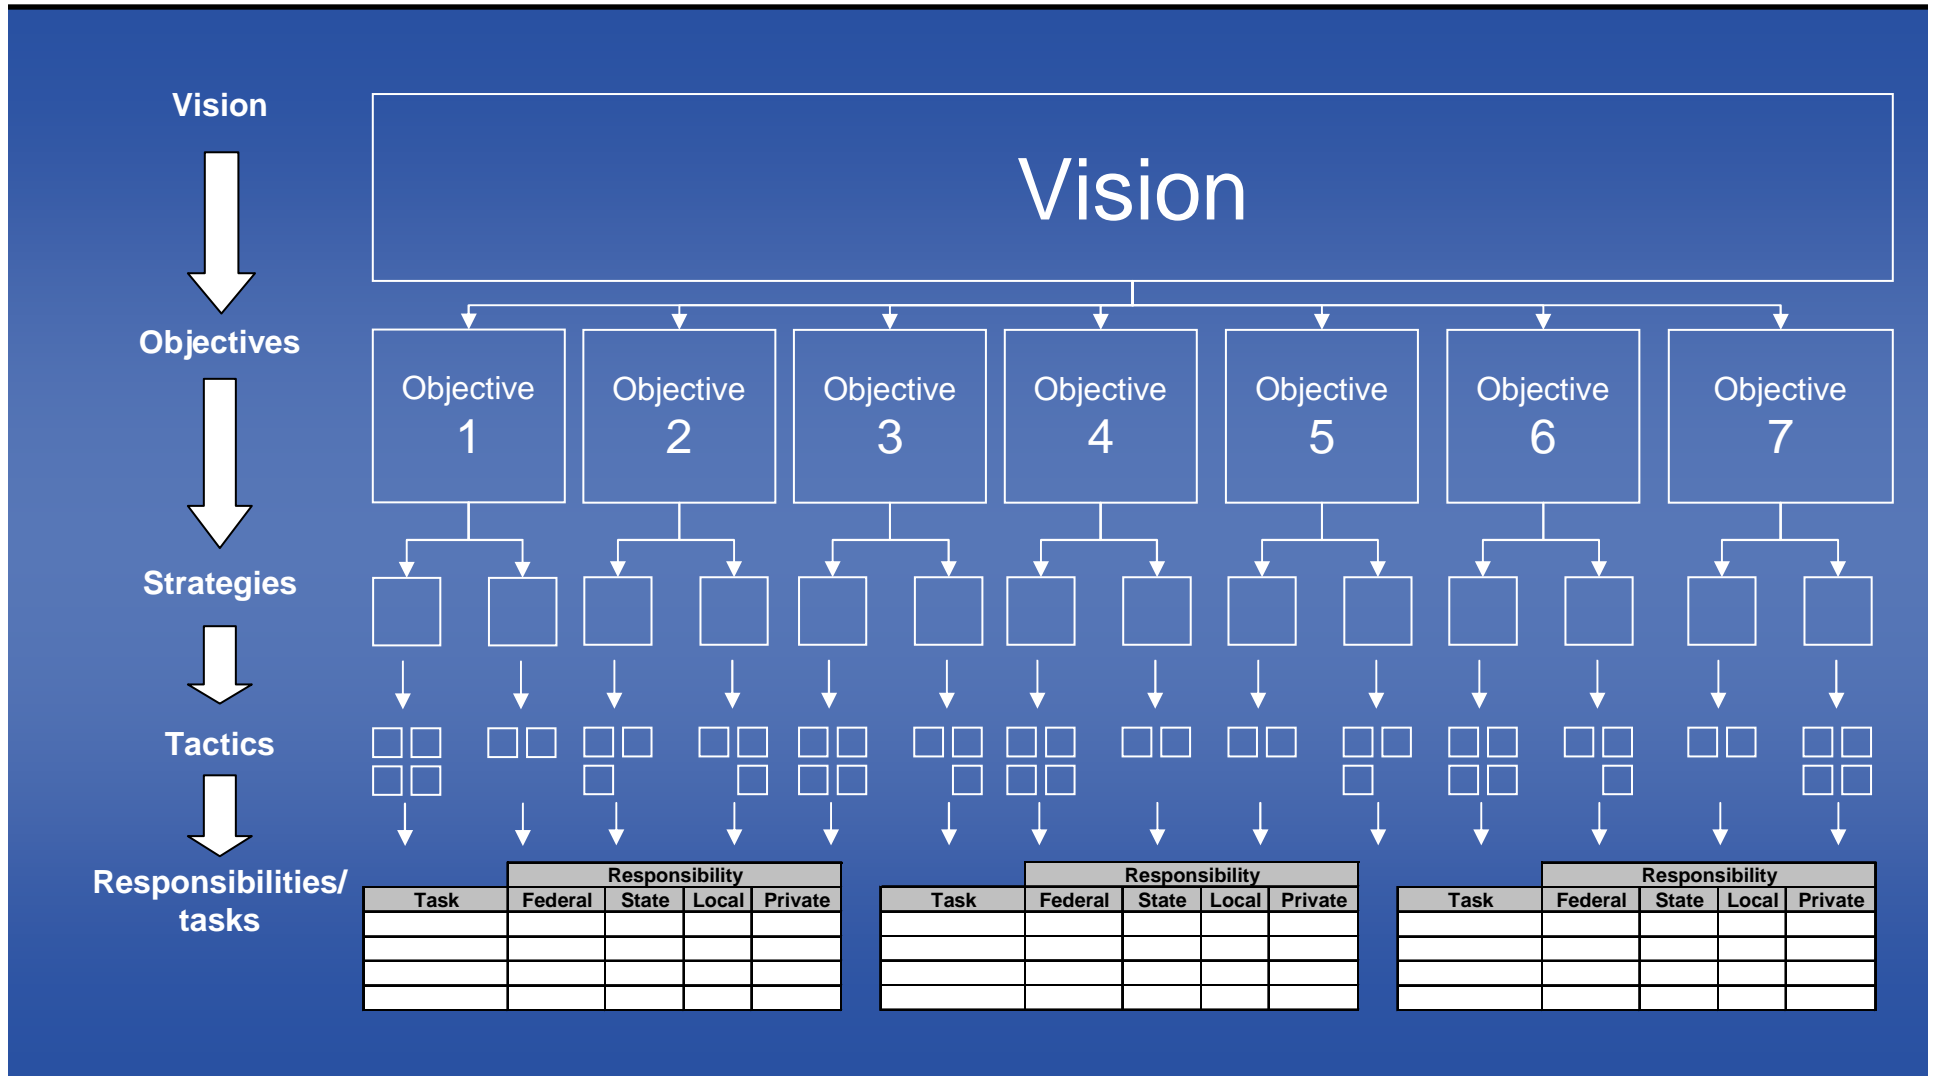 Vision
Vision
Objectives
Objective
1
Objective
2
Objective
3
Objective
4
Objective
5
Objective
6
Objective
7
Strategies
Tactics
Responsibilities/
tasks
Responsibility
Task Federal State Local Private
Responsibility
Task Federal State Local Private
Responsibility
Task Federal State Local Private